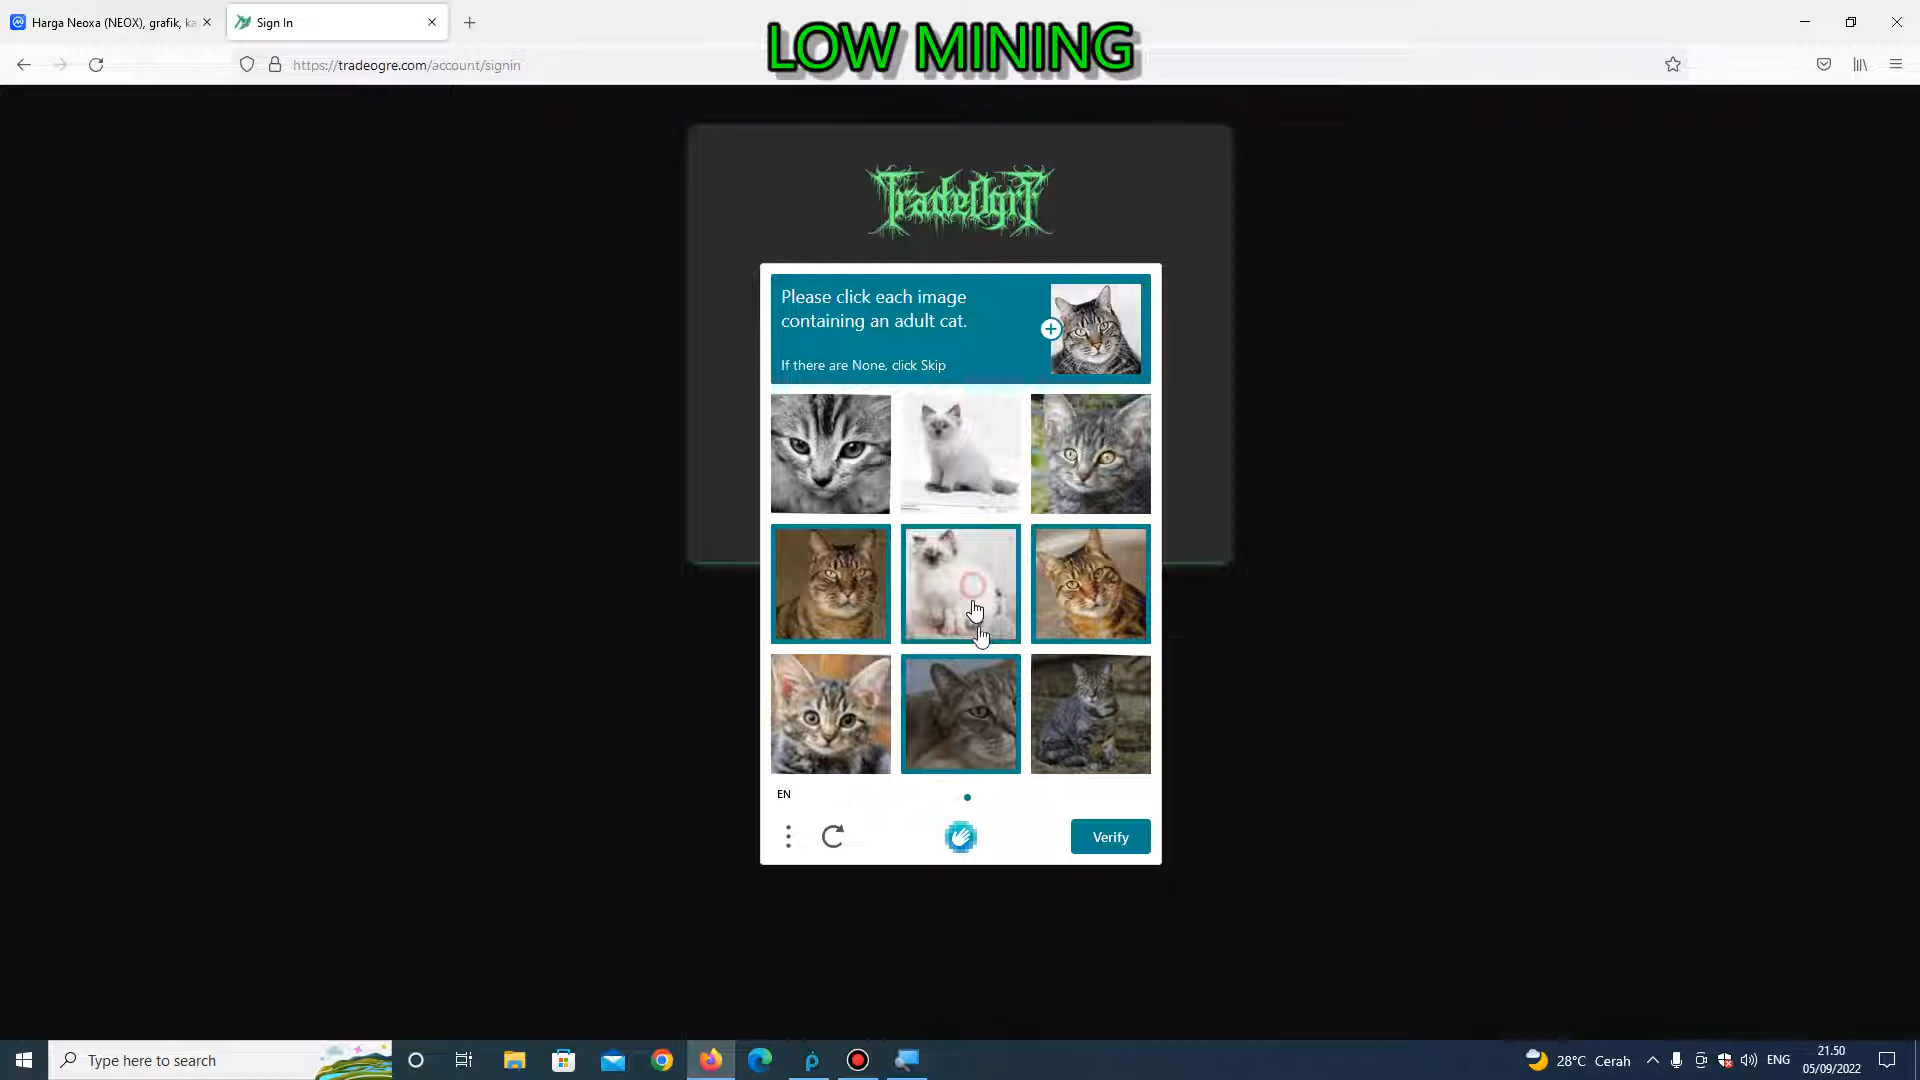 Harga Neoxa (NEOX), grafik, ka
Sign In
LOW MINING
https://tradeogre.com/account/signin
TradeOgre
Please click each image
containing an adult cat.
If there are None, click Skip
EN
Verify
Type here to search
28°C Cerah
ENG
21.50
05/09/2022